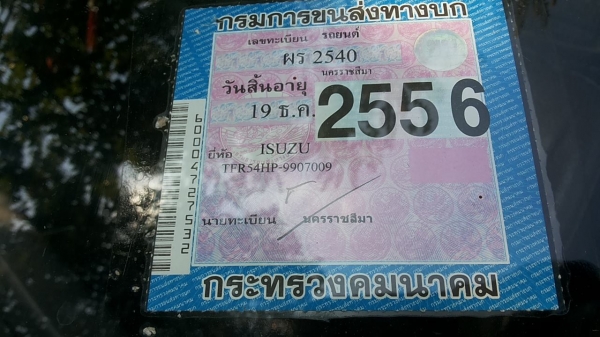 กรมการขนส่งทางบก
เลขทะเบียน รถยนต์
ผร 2540
นครราชสีมา
วันสิ้นอายุ
19 ธ.ค. 2556
ยี่ห้อ ISUZU
TFR54HP-9907009
นายทะเบียน นครราชสีมา
กระทรวงคมนาคม
60004727532